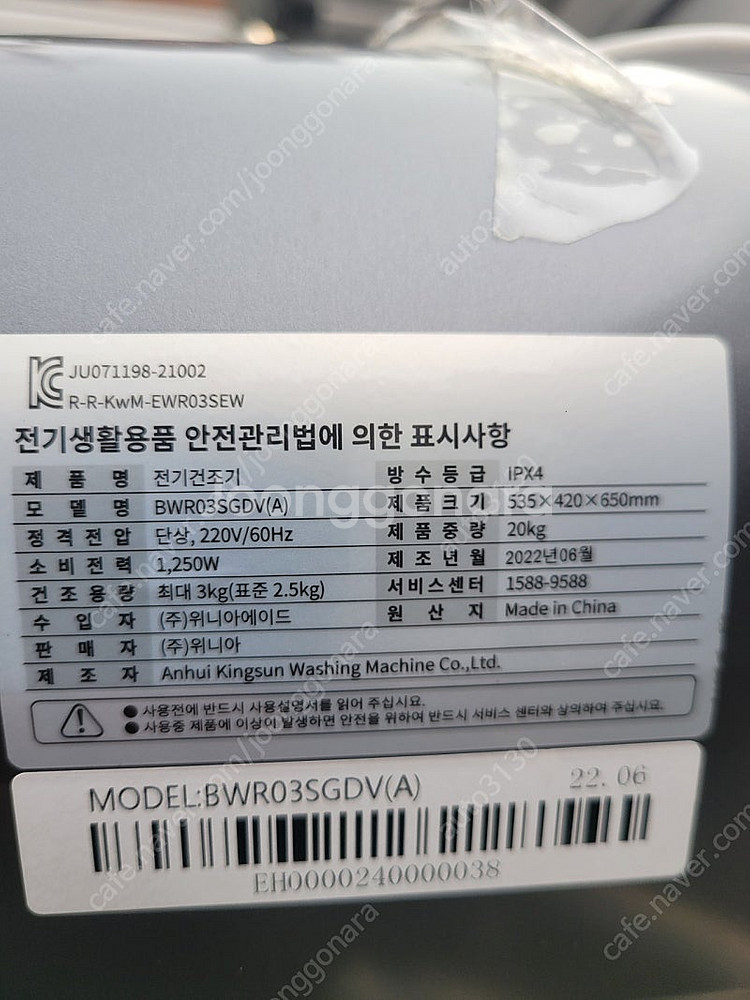 KC JU071198-21002
R-R-KwM-EWR03SEW
전기생활용품 안전관리법에 의한 표시사항
제품명 전기건조기 방수등급 IPX4
모델명 BWR03SGDV(A) 제품크기 535×420×650mm
정격전압 단상, 220V/60Hz 제품중량 20kg
소비전력 1,250W 제조년월 2022년06월
건조용량 최대 3kg(표준 2.5kg) 서비스센터 1588-9588
수입자 (주)위니아에이드 원산지 Made in China
판매자 (주)위니아
제조자 Anhui Kingsun Washing Machine Co.,Ltd.
● 사용전에 반드시 사용설명서를 읽어 주십시요.
● 사용중 제품에 이상이 발생하면 안전을 위하여 반드시 서비스 센터와 상의하여 주십시요.
MODEL:BWR03SGDV(A) 22. 06
EH0000240000038
cafe.naver.com/joonggonara
auto3130
joonggonara